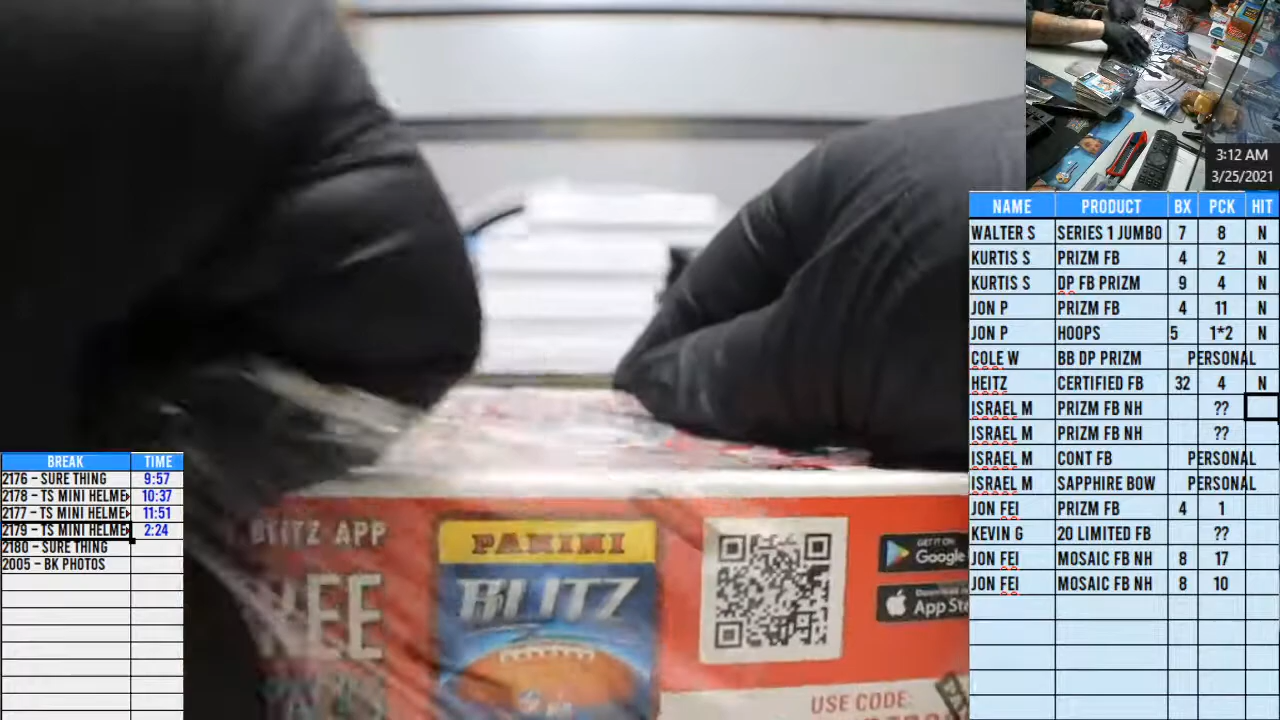 3:12 AM
3/25/2021
NAME PRODUCT BX PCK HIT
WALTER S SERIES 1 JUMBO 7 8 N
KURTIS S PRIZM FB 4 2 N
KURTIS S DP FB PRIZM 9 4 N
JON P PRIZM FB 4 11 N
JON P HOOPS 5 1*2 N
COLE W BB DP PRIZM PERSONAL
HEITZ CERTIFIED FB 32 4 N
ISRAEL M PRIZM FB NH ??
ISRAEL M PRIZM FB NH ??
ISRAEL M CONT FB PERSONAL
ISRAEL M SAPPHIRE BOW PERSONAL
JON FEI PRIZM FB 4 1
KEVIN G 20 LIMITED FB ??
JON FEI MOSAIC FB NH 8 17
JON FEI MOSAIC FB NH 8 10
BREAK TIME
2176 - SURE THING 9:57
2178 - TS MINI HELME 10:37
2177 - TS MINI HELME 11:51
2179 - TS MINI HELME 2:24
2180 - SURE THING
2005 - BK PHOTOS
BLITZ APP
PANINI
BLITZ
GET IT ON
Google
App Sto
USE CODE: